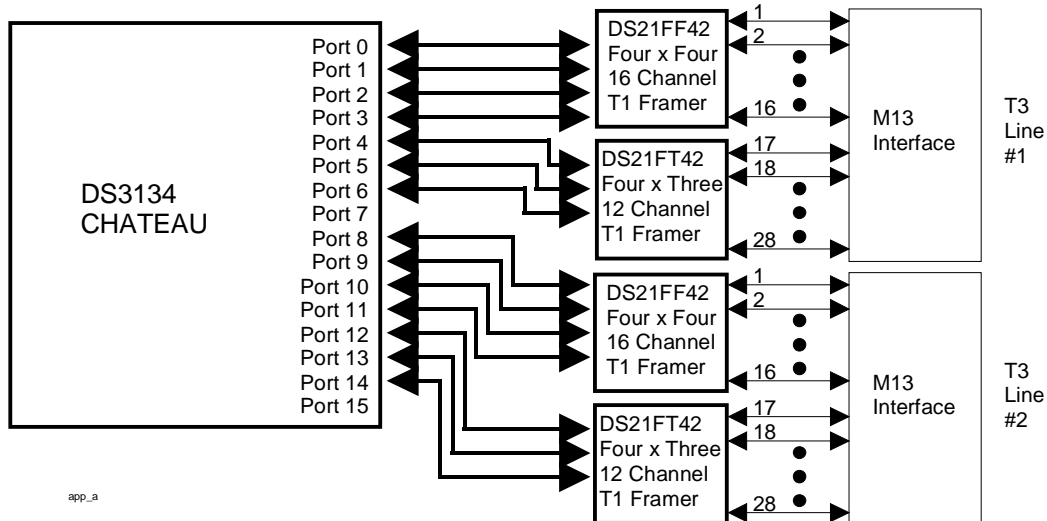 DS3134
CHATEAU
Port 0
Port 1
Port 2
Port 3
Port 4
Port 5
Port 6
Port 7
Port 8
Port 9
Port 10
Port 11
Port 12
Port 13
Port 14
Port 15
DS21FF42
Four x Four
16 Channel
T1 Framer
1
2
16
DS21FT42
Four x Three
12 Channel
T1 Framer
17
18
28
M13
Interface
T3
Line
#1
DS21FF42
Four x Four
16 Channel
T1 Framer
1
2
16
DS21FT42
Four x Three
12 Channel
T1 Framer
17
18
28
M13
Interface
T3
Line
#2
app_a